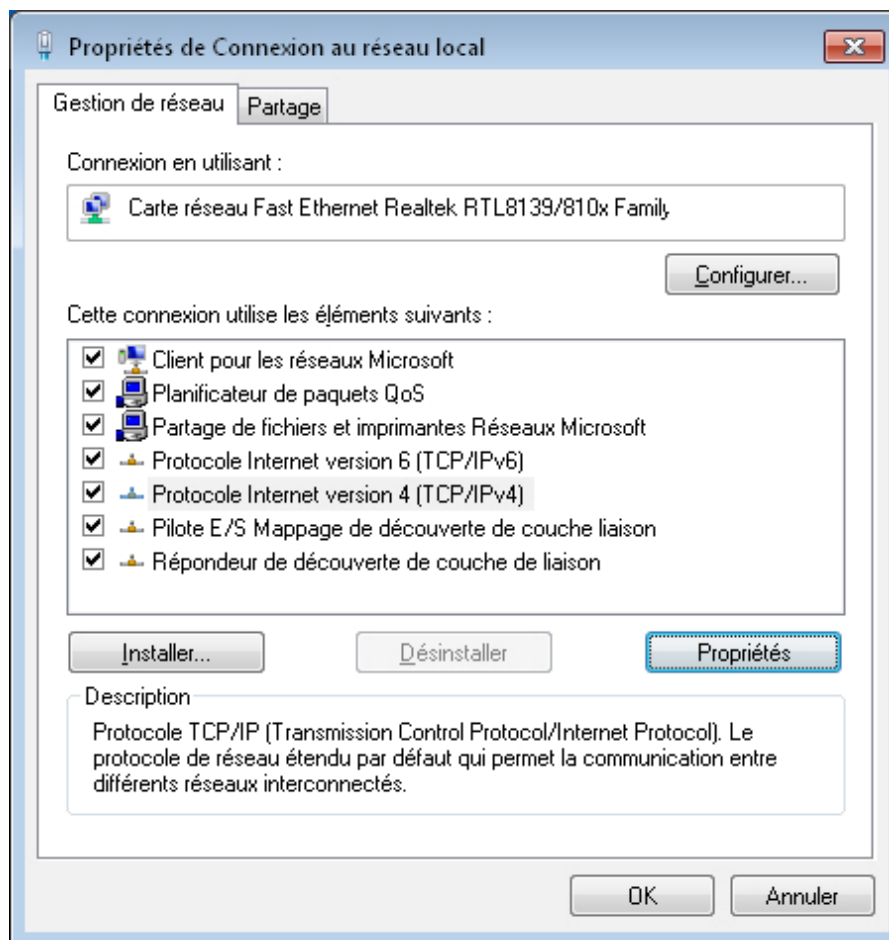 Propriétés de Connexion au réseau local
Gestion de réseau
Partage
Connexion en utilisant :
Carte réseau Fast Ethernet Realtek RTL8139/810x Family
Configurer...
Cette connexion utilise les éléments suivants :
Client pour les réseaux Microsoft
Planificateur de paquets QoS
Partage de fichiers et imprimantes Réseaux Microsoft
Protocole Internet version 6 (TCP/IPv6)
Protocole Internet version 4 (TCP/IPv4)
Pilote E/S Mappage de découverte de couche liaison
Répondeur de découverte de couche de liaison
Installer...
Désinstaller
Propriétés
Description
Protocole TCP/IP (Transmission Control Protocol/Internet Protocol). Le
protocole de réseau étendu par défaut qui permet la communication entre
différents réseaux interconnectés.
OK
Annuler